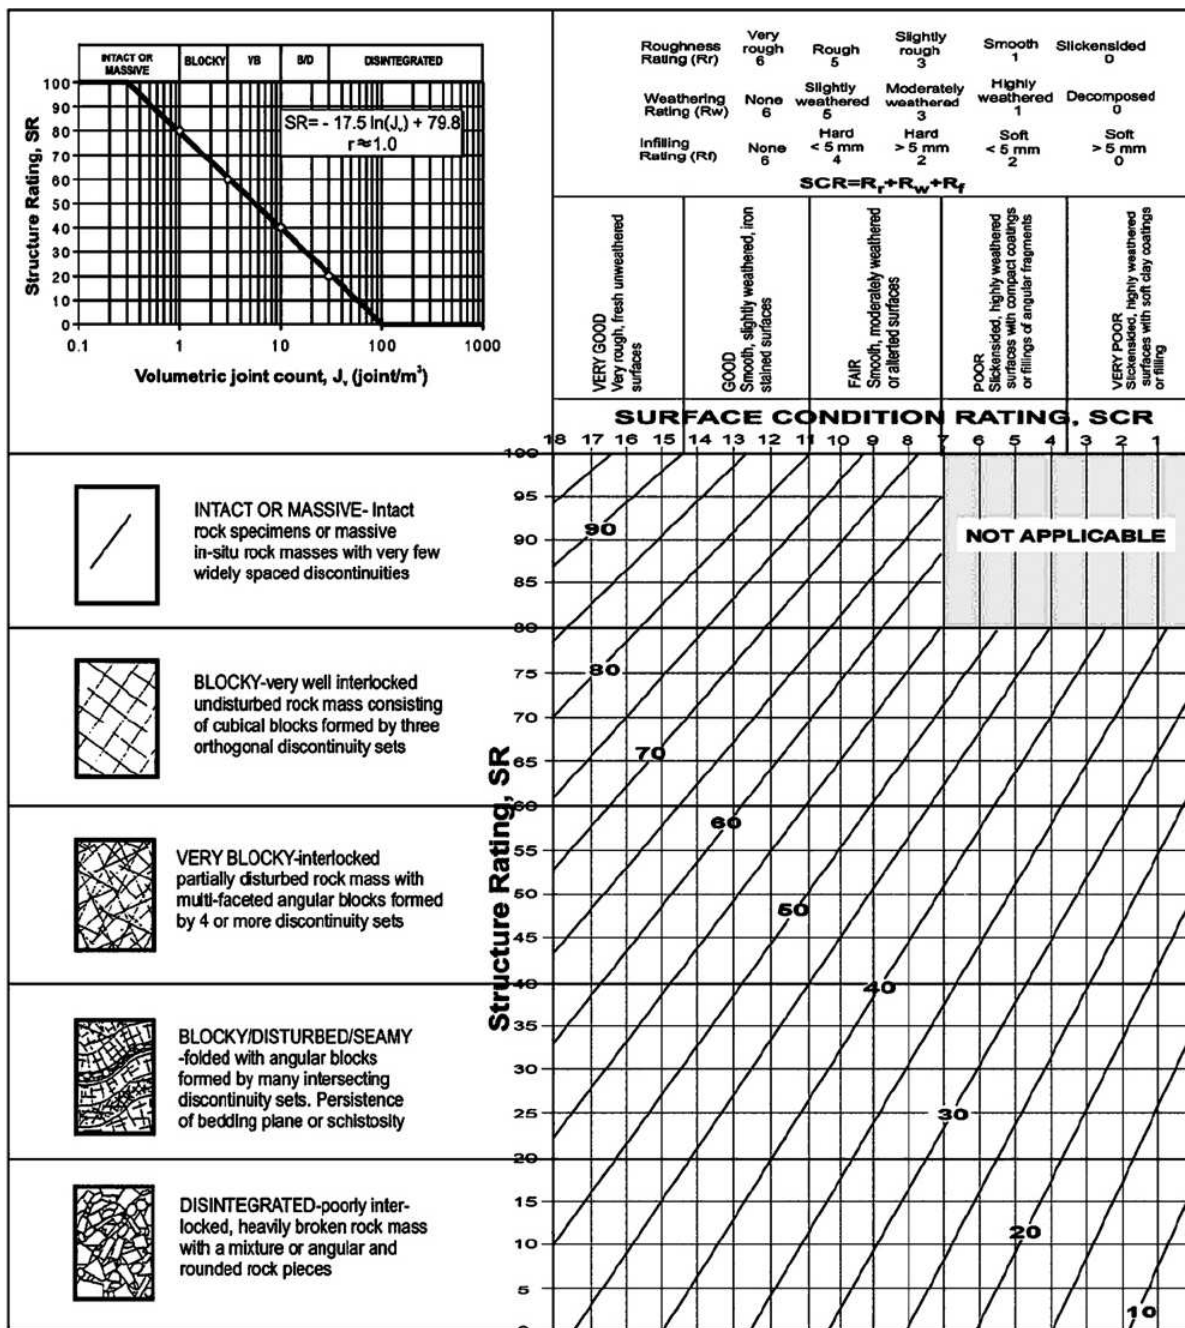 INTACT OR
MASSIVE
BLOCKY
VB
B/D
DISINTEGRATED
Structure Rating, SR
100
90
80
70
60
50
40
30
20
10
0
SR= - 17.5 ln(Jv) + 79.8
r ≈ 1.0
0.1 1 10 100 1000
Volumetric joint count, Jv (joint/m³)
Roughness
Rating (Rr)
Very
rough
6
Rough
5
Slightly
rough
3
Smooth
1
Slickensided
0
Weathering
Rating (Rw)
None
6
Slightly
weathered
5
Moderately
weathered
3
Highly
weathered
1
Decomposed
0
Infilling
Rating (Rf)
None
6
Hard
< 5 mm
4
Hard
> 5 mm
2
Soft
< 5 mm
2
Soft
> 5 mm
0
SCR=Rr+Rw+Rf
VERY GOOD
Very rough, fresh unweathered
surfaces
GOOD
Smooth, slightly weathered, iron
stained surfaces
FAIR
Smooth, moderately weathered
or allerted surfaces
POOR
Slickensided, highly weathered
surfaces with compact coatings
or fillings of angular fragments
VERY POOR
Slickensided, highly weathered
surfaces with soft clay coatings
or filling
SURFACE CONDITION RATING, SCR
18 17 16 15 14 13 12 11 10 9 8 7 6 5 4 3 2 1
INTACT OR MASSIVE- Intact
rock specimens or massive
in-situ rock masses with very few
widely spaced discontinuities
BLOCKY-very well interlocked
undisturbed rock mass consisting
of cubical blocks formed by three
orthogonal discontinuity sets
VERY BLOCKY-interlocked
partially disturbed rock mass with
multi-faceted angular blocks formed
by 4 or more discontinuity sets
BLOCKY/DISTURBED/SEAMY
-folded with angular blocks
formed by many intersecting
discontinuity sets. Persistence
of bedding plane or schistosity
DISINTEGRATED-poorly inter-
locked, heavily broken rock mass
with a mixture or angular and
rounded rock pieces
Structure Rating, SR
100
95
90
85
80
75
70
65
60
55
50
45
40
35
30
25
20
15
10
5
0
NOT APPLICABLE
90
80
70
60
50
40
30
20
10